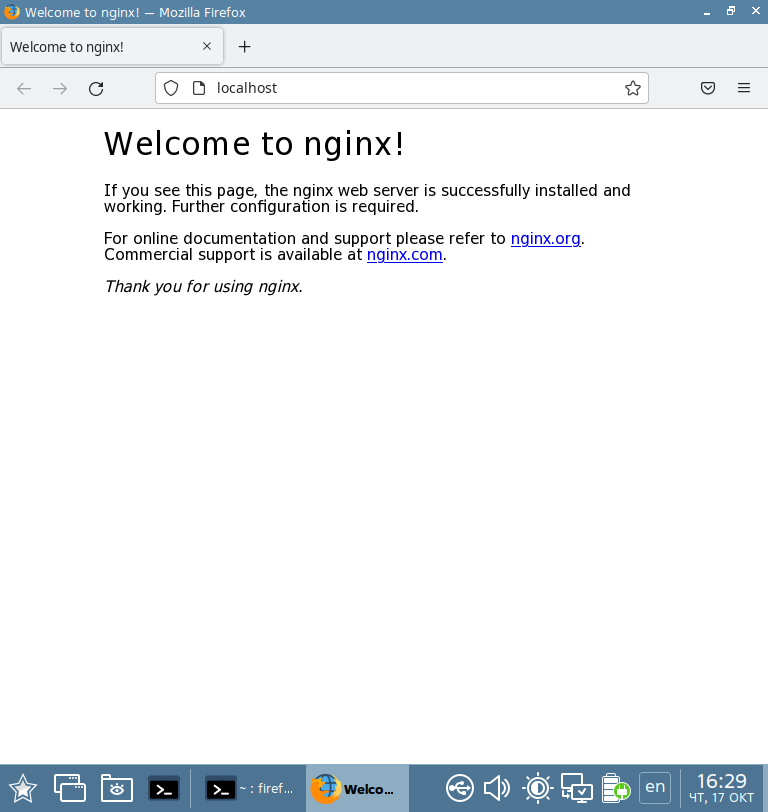 Welcome to nginx! — Mozilla Firefox
Welcome to nginx!
localhost
Welcome to nginx!
If you see this page, the nginx web server is successfully installed and
working. Further configuration is required.
For online documentation and support please refer to nginx.org.
Commercial support is available at nginx.com.
Thank you for using nginx.
~ : firef...
Welco...
en
16:29
ЧТ, 17 ОКТ